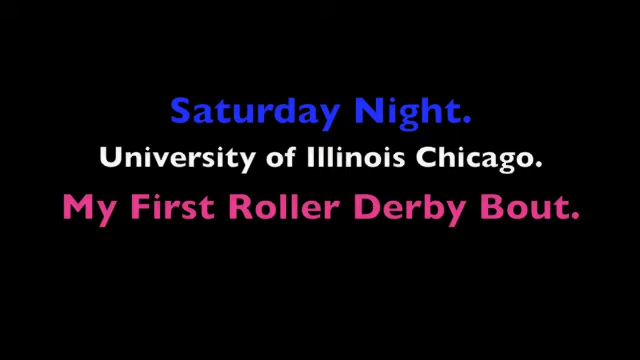 Saturday Night.
University of Illinois Chicago.
My First Roller Derby Bout.